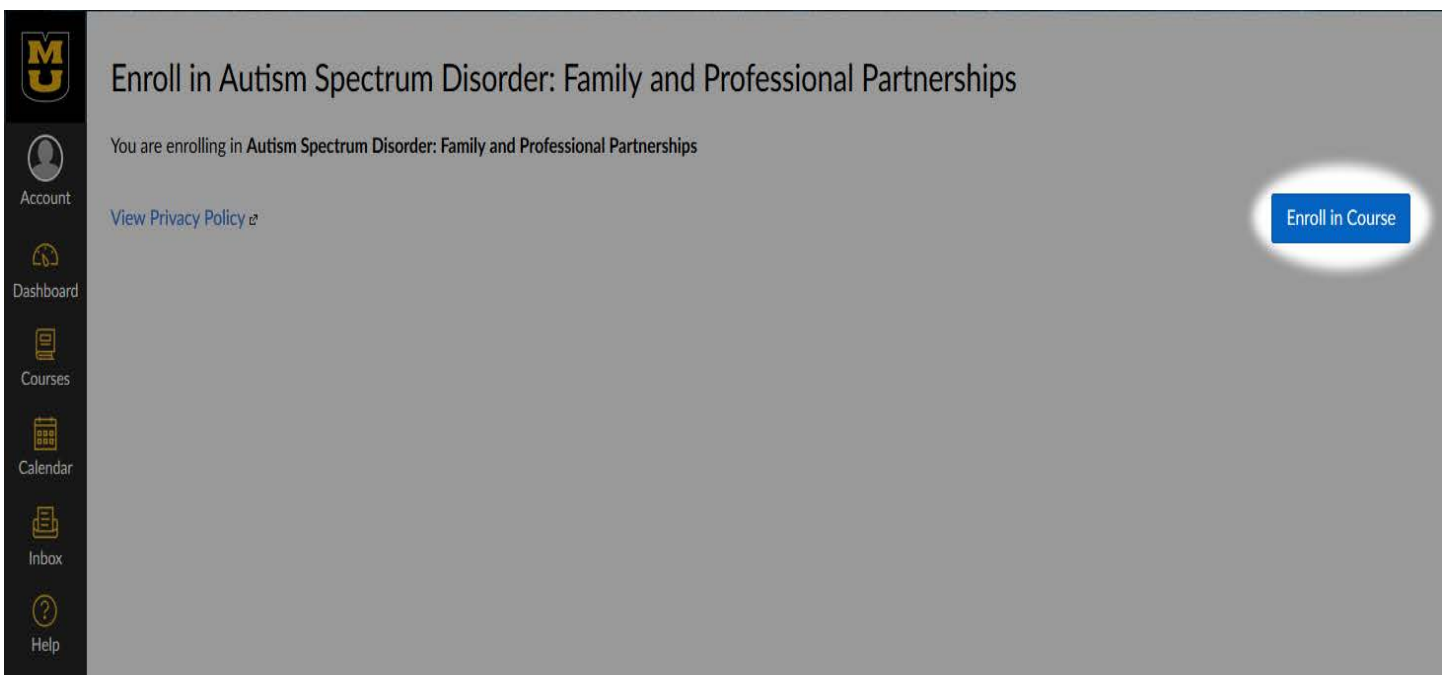 MU
Enroll in Autism Spectrum Disorder: Family and Professional Partnerships
You are enrolling in Autism Spectrum Disorder: Family and Professional Partnerships
View Privacy Policy
Enroll in Course
Account
Dashboard
Courses
Calendar
Inbox
Help